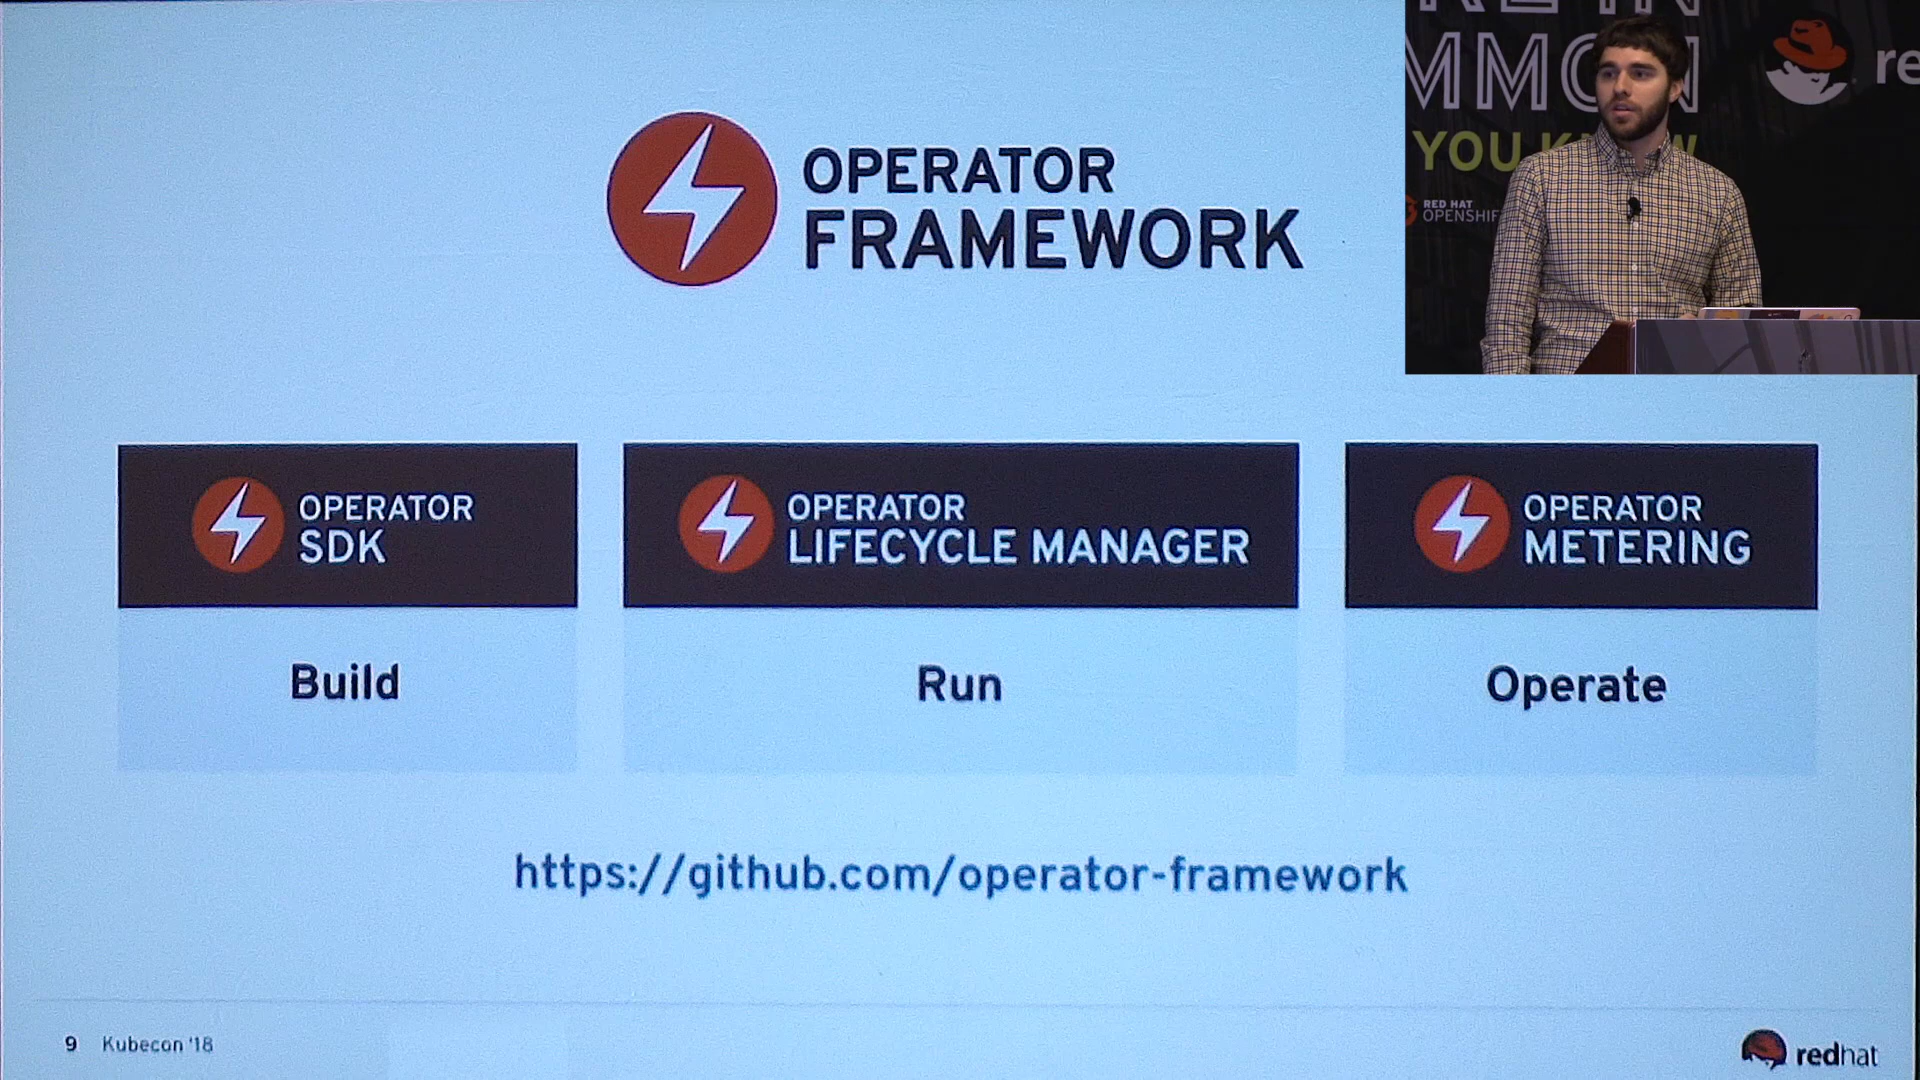 OPERATOR
FRAMEWORK
YOU KNOW
RED HAT
OPENSHIF
re
OPERATOR
SDK
OPERATOR
LIFECYCLE MANAGER
OPERATOR
METERING
Build
Run
Operate
https://github.com/operator-framework
9 Kubecon '18
redhat